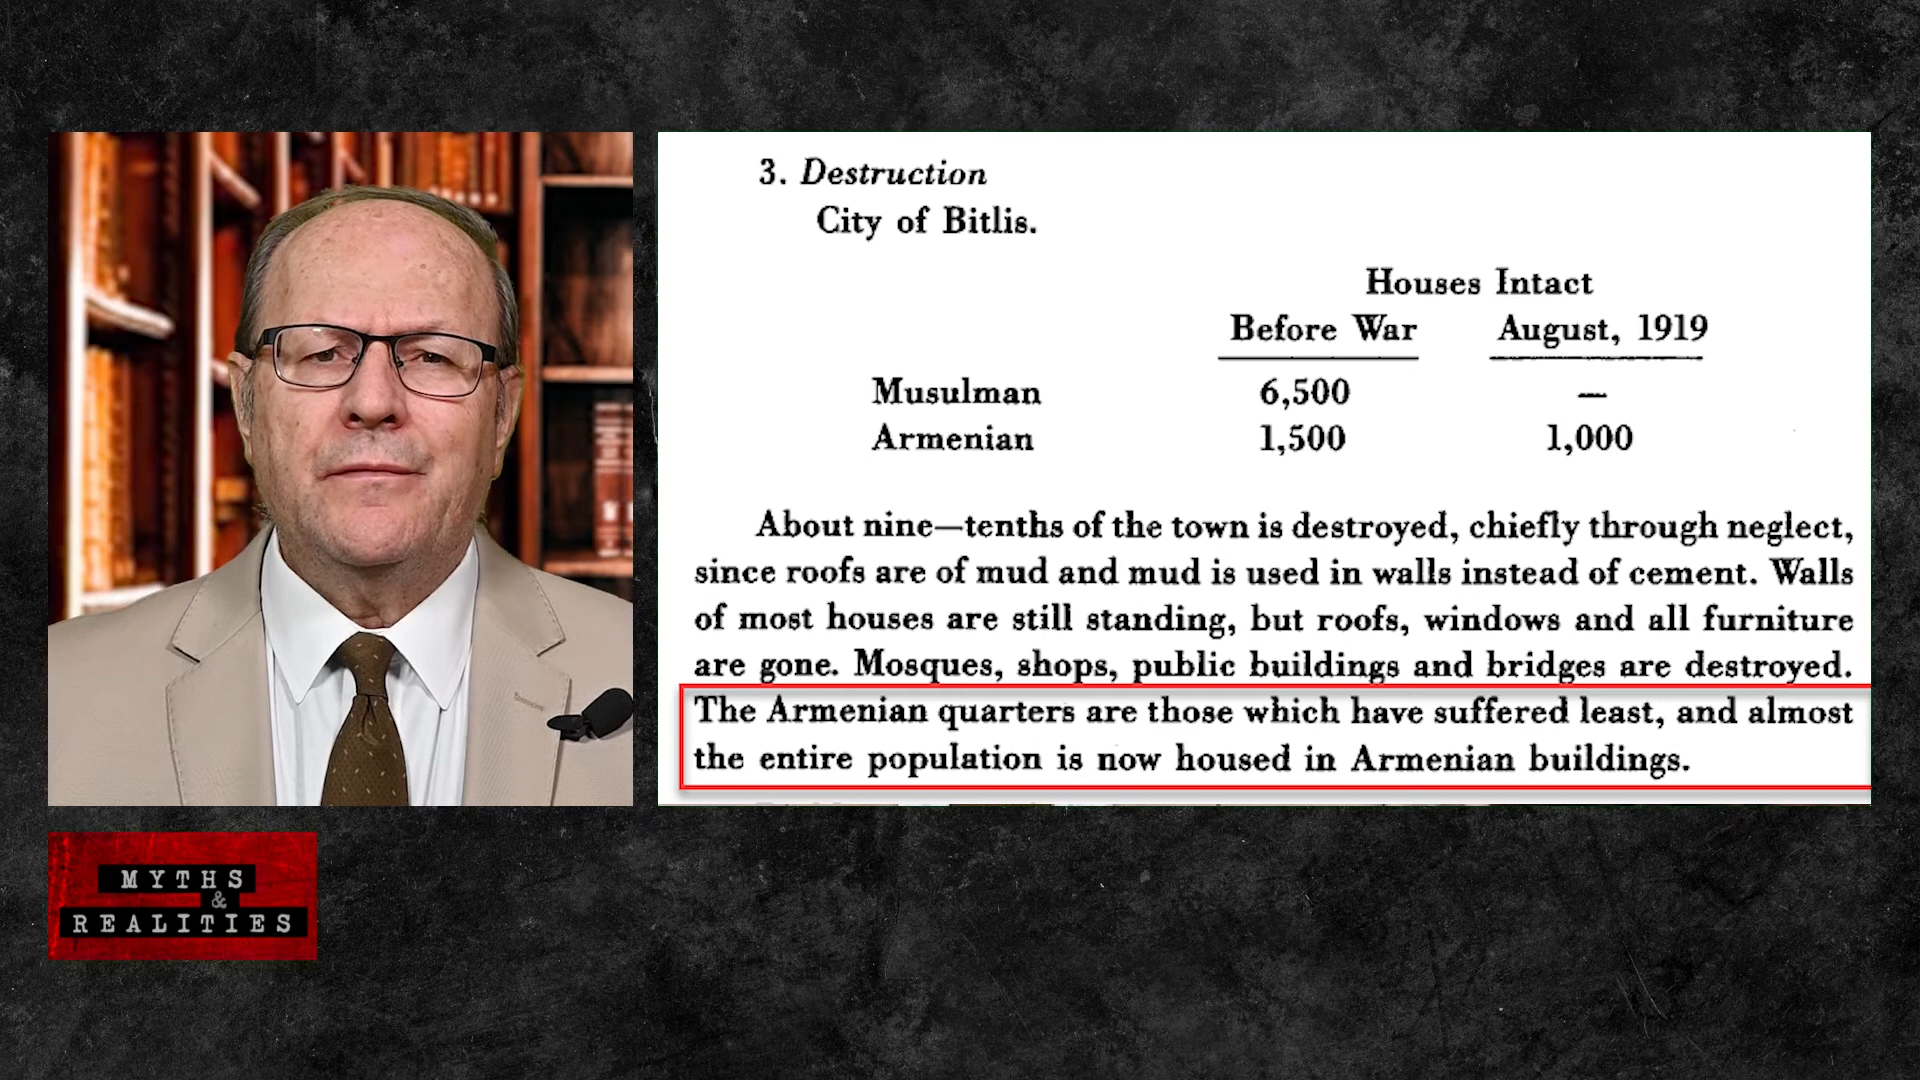 3. Destruction
City of Bitlis.
Houses Intact
Before War August, 1919
Musulman 6,500 —
Armenian 1,500 1,000
About nine—tenths of the town is destroyed, chiefly through neglect,
since roofs are of mud and mud is used in walls instead of cement. Walls
of most houses are still standing, but roofs, windows and all furniture
are gone. Mosques, shops, public buildings and bridges are destroyed.
The Armenian quarters are those which have suffered least, and almost
the entire population is now housed in Armenian buildings.
MYTHS
&
REALITIES